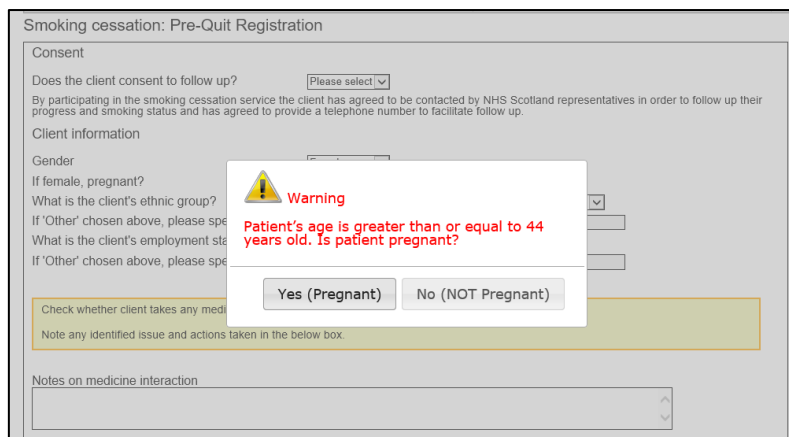 Smoking cessation: Pre-Quit Registration
Consent
Does the client consent to follow up? Please select
By participating in the smoking cessation service the client has agreed to be contacted by NHS Scotland representatives in order to follow up their
progress and smoking status and has agreed to provide a telephone number to facilitate follow up.
Client information
Gender
If female, pregnant?
What is the client's ethnic group?
If 'Other' chosen above, please spe
What is the client's employment sta
If 'Other' chosen above, please spe
Warning
Patient's age is greater than or equal to 44
years old. Is patient pregnant?
Yes (Pregnant) No (NOT Pregnant)
Check whether client takes any medi
Note any identified issue and actions taken in the below box.
Notes on medicine interaction